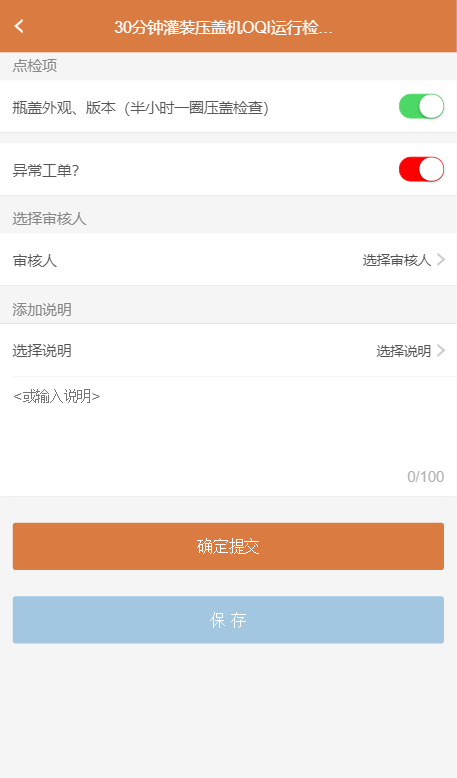 30分钟灌装压盖机OQI运行检...
点检项
瓶盖外观、版本（半小时一圈压盖检查）
异常工单?
选择审核人
审核人 选择审核人
添加说明
选择说明 选择说明
<或输入说明>
0/100
确定提交
保 存